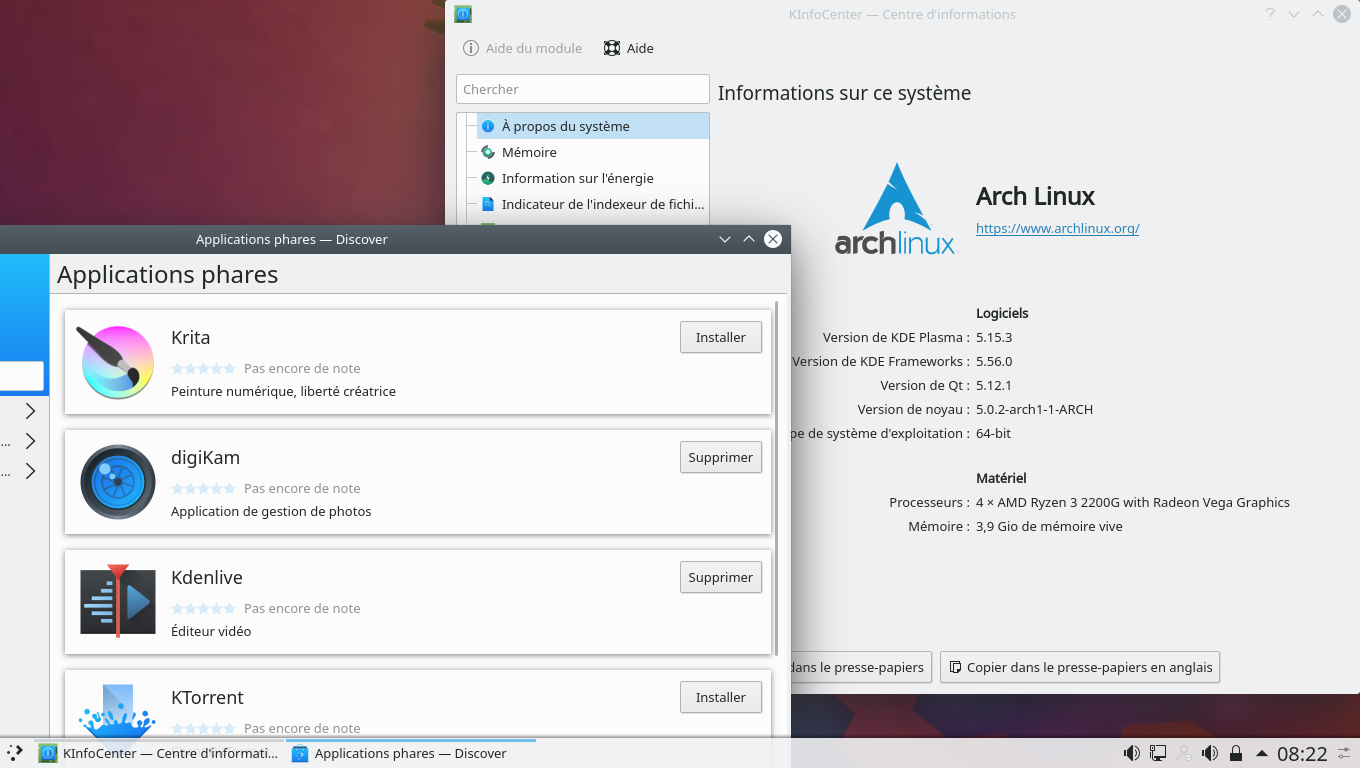 KInfoCenter — Centre d'informations
Aide du module
Aide
Chercher
Informations sur ce système
À propos du système
Mémoire
Information sur l'énergie
Indicateur de l'indexeur de fichi...
archlinux
Arch Linux
https://www.archlinux.org/
Logiciels
Version de KDE Plasma : 5.15.3
Version de KDE Frameworks : 5.56.0
Version de Qt : 5.12.1
Version de noyau : 5.0.2-arch1-1-ARCH
pe de système d'exploitation : 64-bit
Matériel
Processeurs : 4 × AMD Ryzen 3 2200G with Radeon Vega Graphics
Mémoire : 3,9 Gio de mémoire vive
dans le presse-papiers
Copier dans le presse-papiers en anglais
Applications phares — Discover
Applications phares
...
...
Krita
Installer
Pas encore de note
Peinture numérique, liberté créatrice
digiKam
Supprimer
Pas encore de note
Application de gestion de photos
Kdenlive
Supprimer
Pas encore de note
Éditeur vidéo
KTorrent
Installer
Pas encore de note
KInfoCenter — Centre d'informati...
Applications phares — Discover
08:22